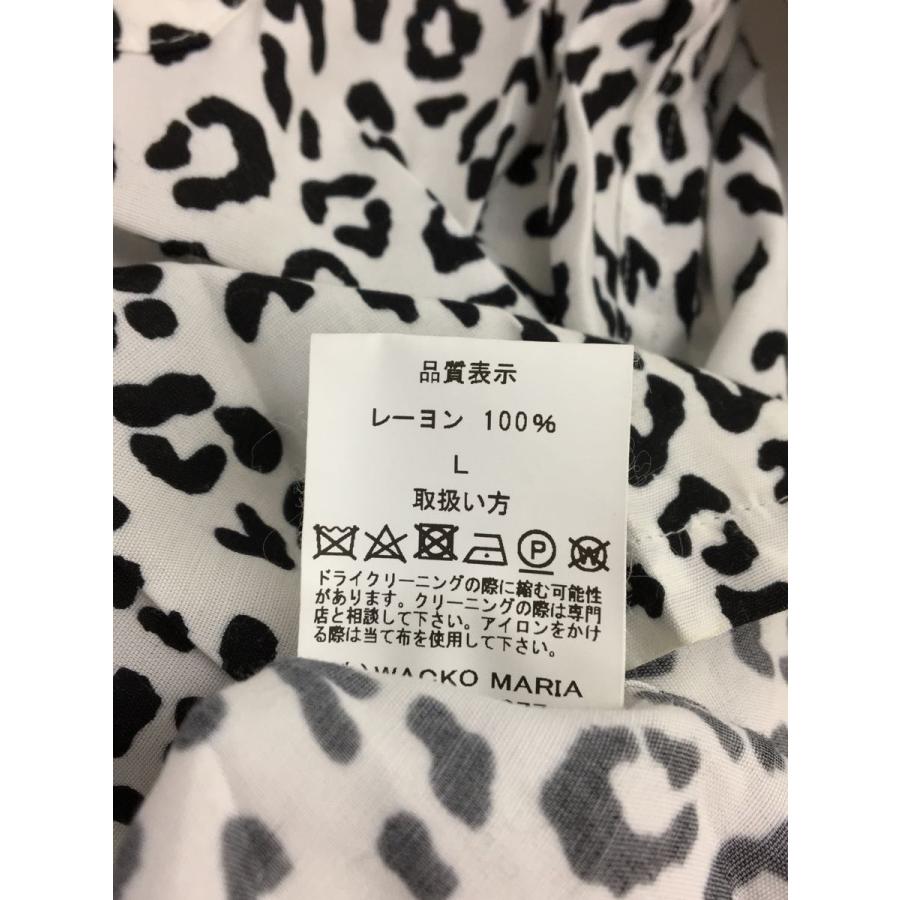 品質表示
レーヨン 100%
L
取扱い方
P
W
ドライクリーニングの際に縮む可能性
があります。クリーニングの際は専門
店と相談して下さい。アイロンをかけ
る際は当て布を使用して下さい。
WACKO MARIA